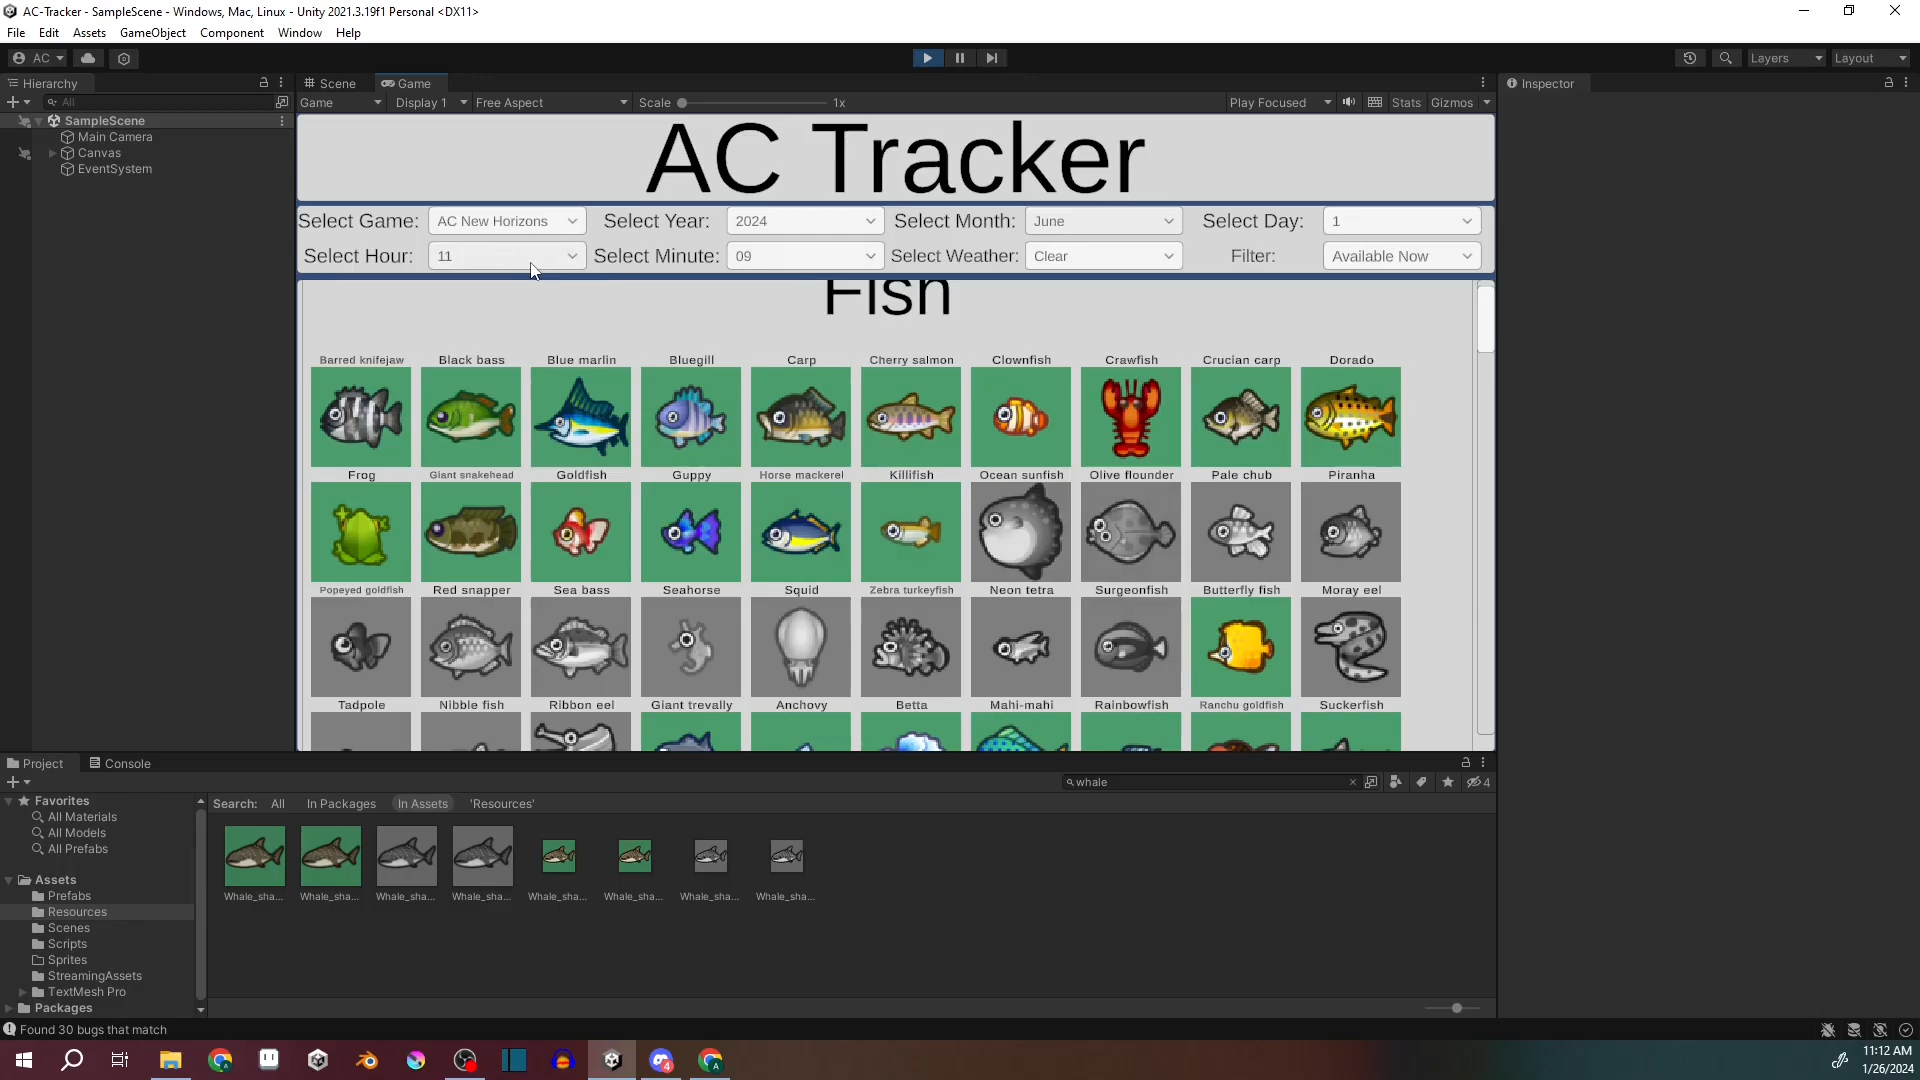 AC-Tracker - SampleScene - Windows, Mac, Linux - Unity 2021.3.19f1 Personal <DX11>
File Edit Assets GameObject Component Window Help
AC Layers Layout
Hierarchy Scene Game Inspector
All Game Display 1 Free Aspect Scale 1x Play Focused Stats Gizmos
SampleScene
Main Camera
Canvas
EventSystem
AC Tracker
Select Game: AC New Horizons Select Year: 2024 Select Month: June Select Day: 1
Select Hour: 11 Select Minute: 09 Select Weather: Clear Filter: Available Now
Fish
Barred knifejaw Black bass Blue marlin Bluegill Carp Cherry salmon Clownfish Crawfish Crucian carp Dorado
Frog Giant snakehead Goldfish Guppy Horse mackerel Killifish Ocean sunfish Olive flounder Pale chub Piranha
Popeyed goldfish Red snapper Sea bass Seahorse Squid Zebra turkeyfish Neon tetra Surgeonfish Butterfly fish Moray eel
Tadpole Nibble fish Ribbon eel Giant trevally Anchovy Betta Mahi-mahi Rainbowfish Ranchu goldfish Suckerfish
Project Console
whale 4
Favorites
All Materials
All Models
All Prefabs
Assets
Prefabs
Resources
Scenes
Scripts
Sprites
StreamingAssets
TextMesh Pro
Packages
Search: All In Packages In Assets 'Resources'
Whale_sha... Whale_sha... Whale_sha... Whale_sha... Whale_sha... Whale_sha... Whale_sha... Whale_sha...
Found 30 bugs that match
4
11:12 AM
1/26/2024